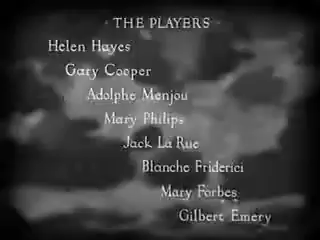 THE PLAYERS
Helen Hayes
Gary Cooper
Adolphe Menjou
Mary Philips
Jack La Rue
Blanche Friderici
Mary Forbes
Gilbert Emery